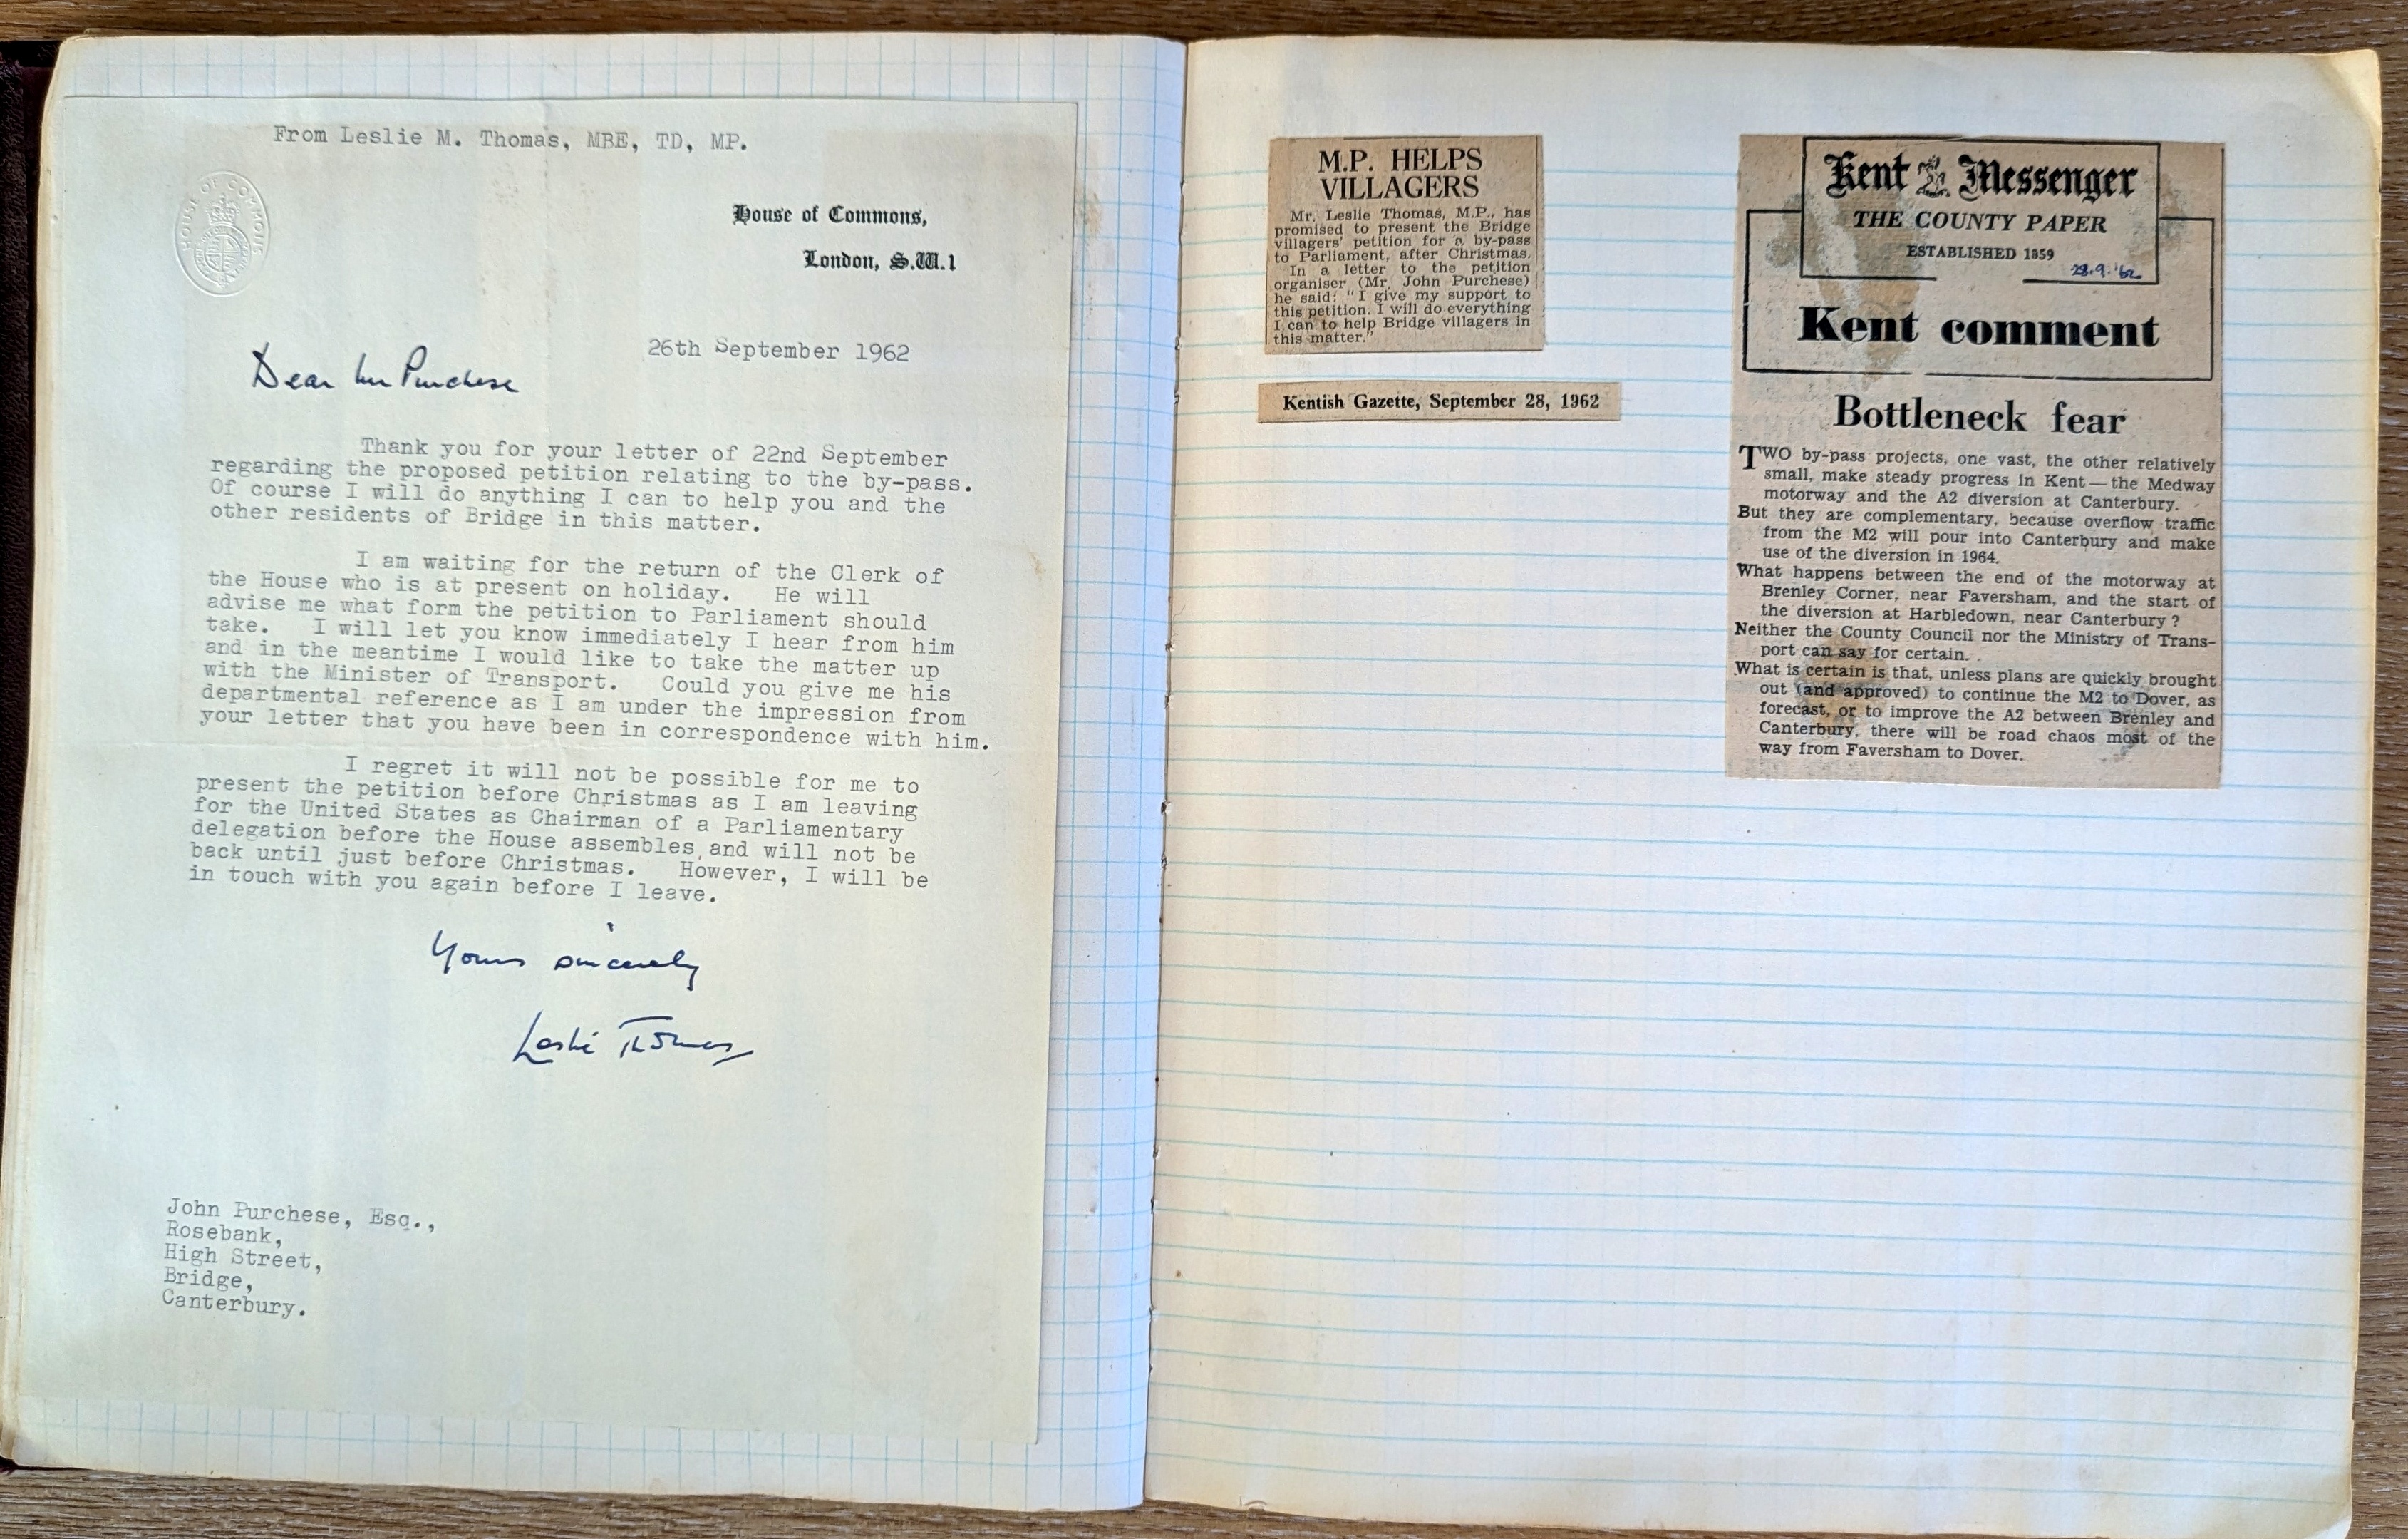 From Leslie M. Thomas, MBE, TD, MP.
HOUSE OF COMMONS
House of Commons,
London, S.W.1
26th September 1962
Dear Mr Purchese
Thank you for your letter of 22nd September
regarding the proposed petition relating to the by-pass.
Of course I will do anything I can to help you and the
other residents of Bridge in this matter.
I am waiting for the return of the Clerk of
the House who is at present on holiday. He will
advise me what form the petition to Parliament should
take. I will let you know immediately I hear from him
and in the meantime I would like to take the matter up
with the Minister of Transport. Could you give me his
departmental reference as I am under the impression from
your letter that you have been in correspondence with him.
I regret it will not be possible for me to
present the petition before Christmas as I am leaving
for the United States as Chairman of a Parliamentary
delegation before the House assembles, and will not be
back until just before Christmas. However, I will be
in touch with you again before I leave.
Yours sincerely
Leslie Thomas
John Purchese, Esq.,
Rosebank,
High Street,
Bridge,
Canterbury.
M.P. HELPS
VILLAGERS
Mr. Leslie Thomas, M.P., has
promised to present the Bridge
villagers' petition for a by-pass
to Parliament, after Christmas.
In a letter to the petition
organiser (Mr. John Purchese)
he said: "I give my support to
this petition. I will do everything
I can to help Bridge villagers in
this matter."
Kentish Gazette, September 28, 1962
Kent Messenger
THE COUNTY PAPER
ESTABLISHED 1859
28.9.'62
Kent comment
Bottleneck fear
TWO by-pass projects, one vast, the other relatively
small, make steady progress in Kent — the Medway
motorway and the A2 diversion at Canterbury.
But they are complementary, because overflow traffic
from the M2 will pour into Canterbury and make
use of the diversion in 1964.
What happens between the end of the motorway at
Brenley Corner, near Faversham, and the start of
the diversion at Harbledown, near Canterbury ?
Neither the County Council nor the Ministry of Trans-
port can say for certain.
What is certain is that, unless plans are quickly brought
out (and approved) to continue the M2 to Dover, as
forecast, or to improve the A2 between Brenley and
Canterbury, there will be road chaos most of the
way from Faversham to Dover.